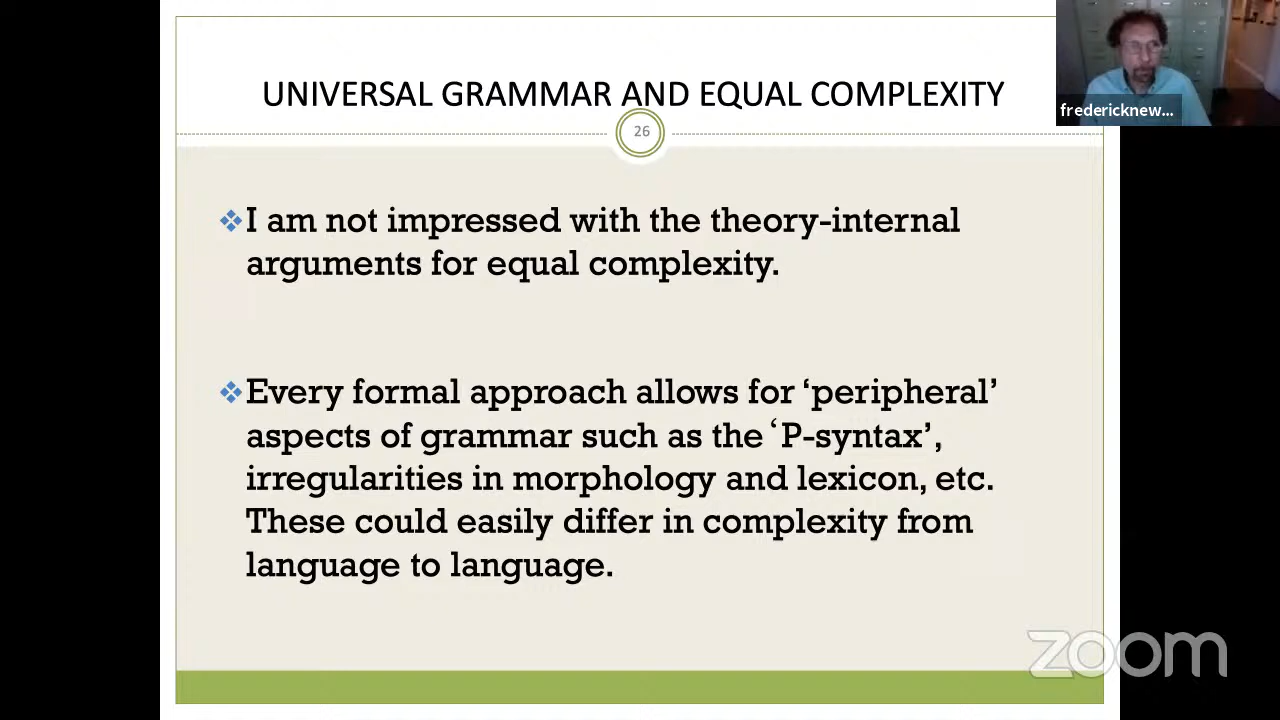 UNIVERSAL GRAMMAR AND EQUAL COMPLEXITY
fredericknew...
26
I am not impressed with the theory-internal
arguments for equal complexity.
Every formal approach allows for ‘peripheral’
aspects of grammar such as the ‘P-syntax’,
irregularities in morphology and lexicon, etc.
These could easily differ in complexity from
language to language.
zoom